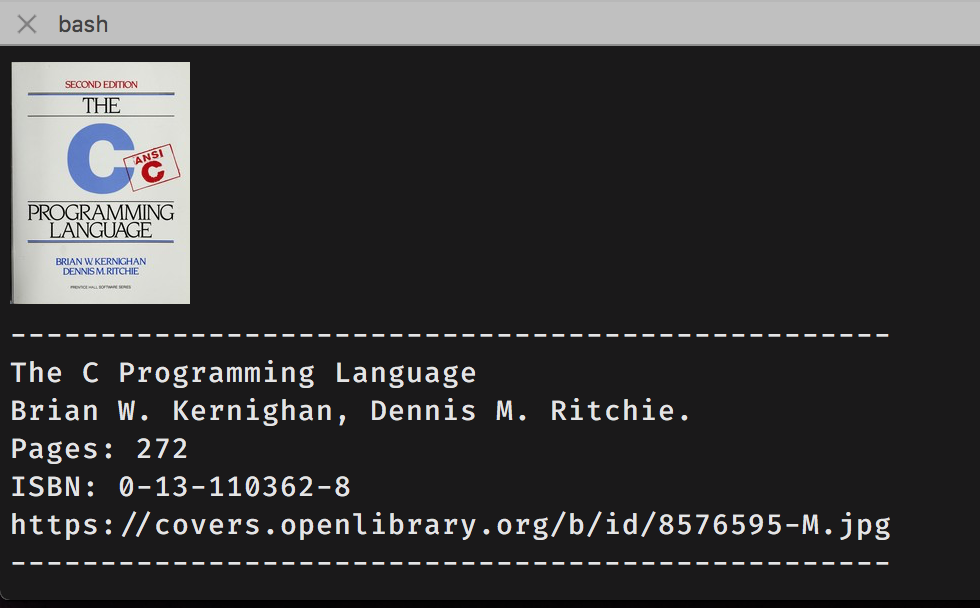 bash
SECOND EDITION
THE
C
ANSI
C
PROGRAMMING
LANGUAGE
BRIAN W. KERNIGHAN
DENNIS M. RITCHIE
PRENTICE HALL SOFTWARE SERIES
-------------------------------------------------
The C Programming Language
Brian W. Kernighan, Dennis M. Ritchie.
Pages: 272
ISBN: 0-13-110362-8
https://covers.openlibrary.org/b/id/8576595-M.jpg
-------------------------------------------------